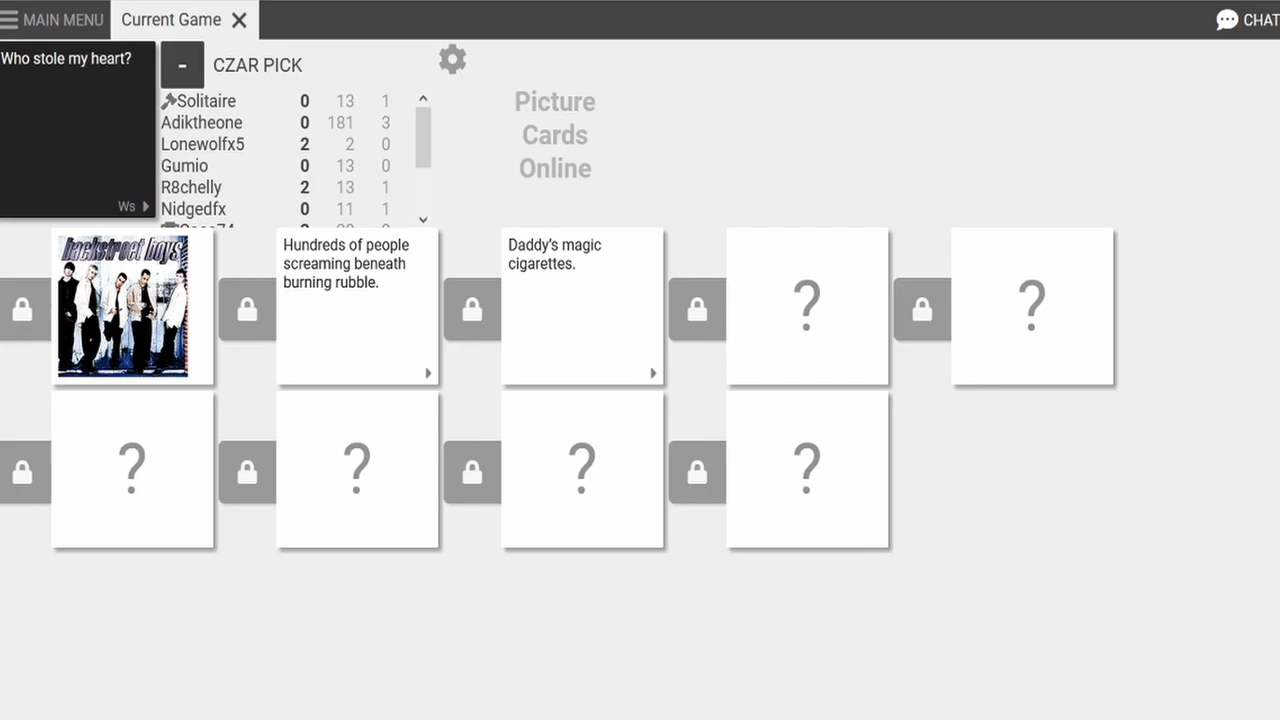 MAIN MENU
Current Game
CHAT
Who stole my heart?
Ws
-
CZAR PICK
Solitaire 0 13 1
Adiktheone 0 181 3
Lonewolfx5 2 2 0
Gumio 0 13 0
R8chelly 2 13 1
Nidgedfx 0 11 1
Picture
Cards
Online
backstreet boys
Hundreds of people
screaming beneath
burning rubble.
Daddy's magic
cigarettes.
?
?
?
?
?
?